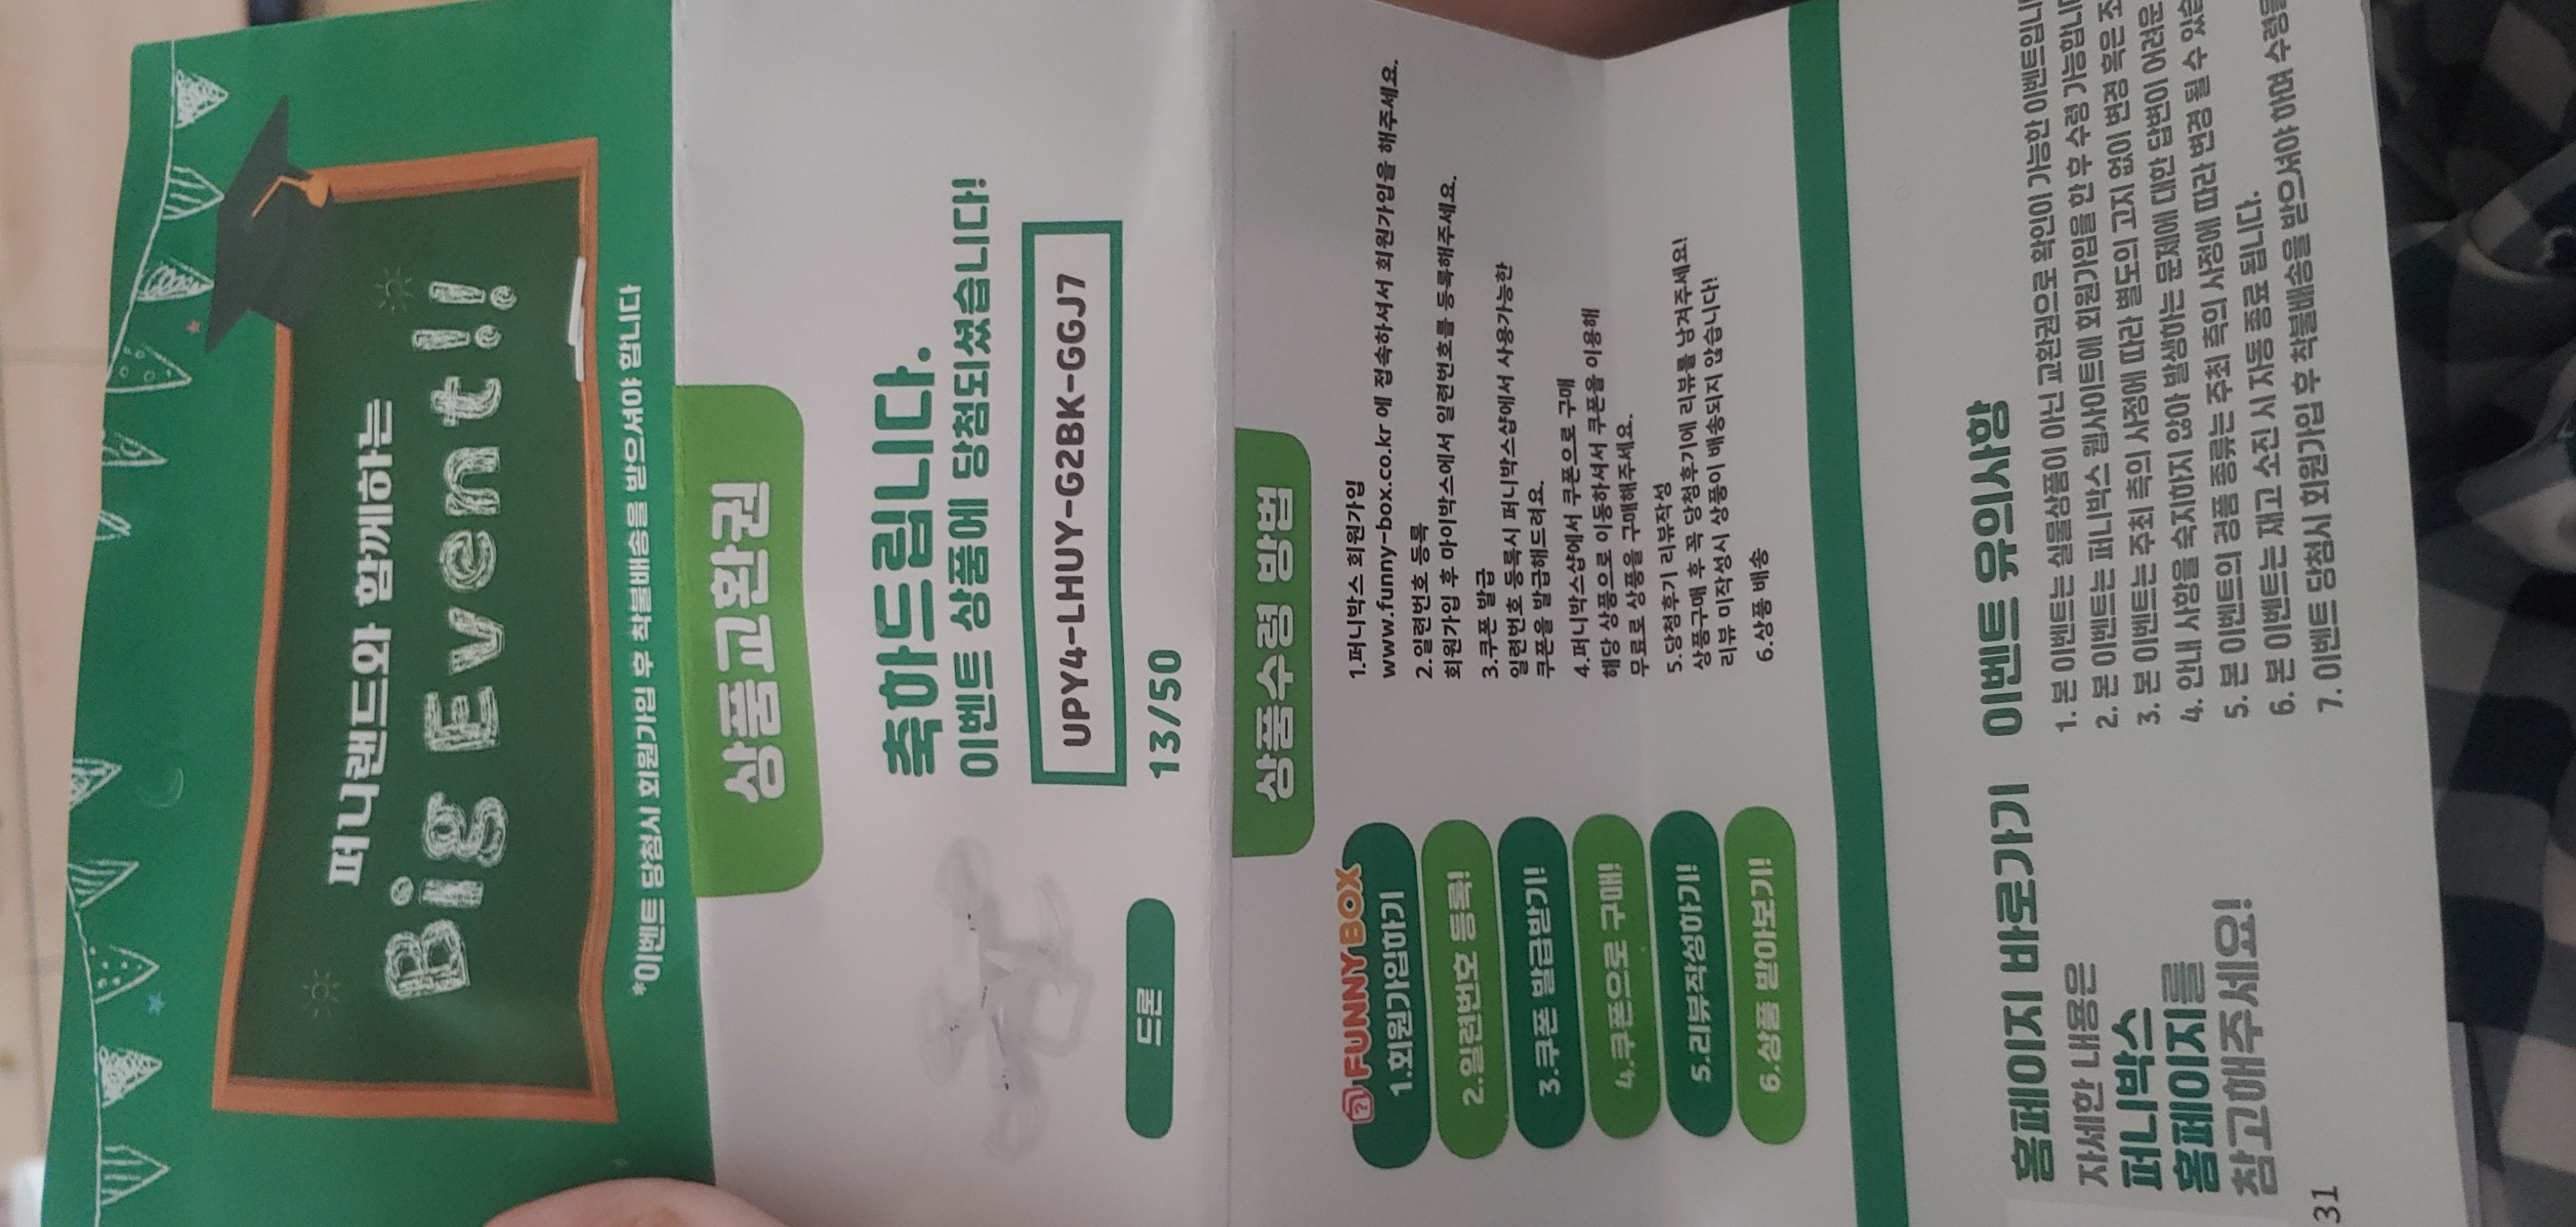 퍼니랜드와 함께하는
Big Event!!
*이벤트 당첨시 회원가입 후 착불배송을 받으셔야 합니다
상품교환권
축하드립니다.
이벤트 상품에 당첨되셨습니다!
UPY4-LHUY-G2BK-GGJ7
드론
13/50
상품수령 방법
FUNNYBOX
1.회원가입하기
2.일련번호 등록!
3.쿠폰 발급받기!
4.쿠폰으로 구매!
5.리뷰작성하기!
6.상품 받아보기!
1.퍼니박스 회원가입
www.funny-box.co.kr 에 접속하셔서 회원가입을 해주세요.
2.일련번호 등록
회원가입 후 마이박스에서 일련번호를 등록해주세요.
3.쿠폰 발급
일련번호 등록시 퍼니박스샵에서 사용가능한
쿠폰을 발급해드려요.
4.퍼니박스샵에서 쿠폰으로 구매
해당 상품으로 이동하셔서 쿠폰을 이용해
무료로 상품을 구매해주세요.
5.당첨후기 리뷰작성
상품구매 후 꼭 당첨후기에 리뷰를 남겨주세요!
리뷰 미작성시 상품이 배송되지 않습니다!
6.상품 배송
홈페이지 바로가기
자세한 내용은
퍼니박스
홈페이지를
참고해주세요!
31
이벤트 유의사항
1. 본 이벤트는 실물상품이 아닌 교환권으로 확인이 가능한
2. 본 이벤트는 퍼니박스 웹사이트에 회원가입을 한 후 수령
3. 본 이벤트는 주최 측의 사정에 따라 별도의 고지 없이 변경 혹은
4. 안내 사항을 숙지하지 않아 발생하는 문제에 대한 답변이 어려운
5. 본 이벤트의 경품 종류는 주최 측의 사정에 따라 변경 될 수
6. 본 이벤트는 재고 소진 시 자동 종료 됩니다.
7. 이벤트 당첨시 회원가입 후 착불배송을 받으셔야 하며